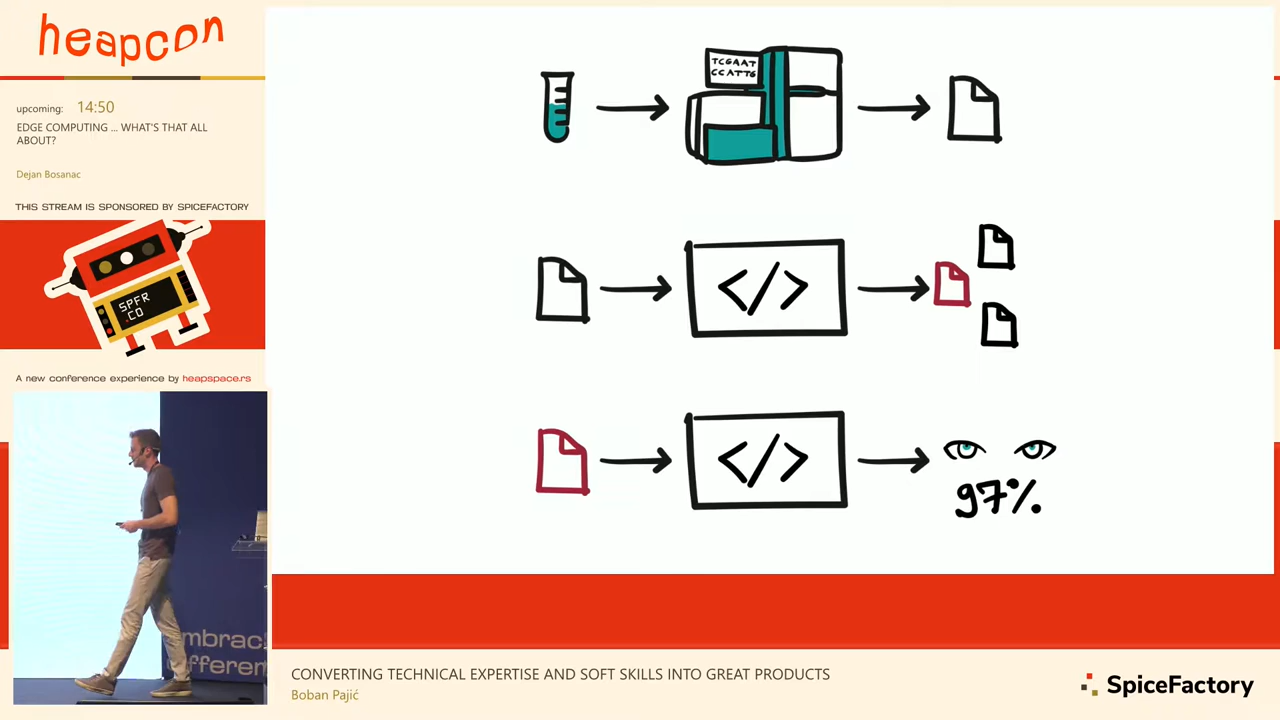 heapcon
upcoming: 14:50
EDGE COMPUTING ... WHAT'S THAT ALL
ABOUT?
Dejan Bosanac
THIS STREAM IS SPONSORED BY SPICEFACTORY
SPFR
.CO
A new conference experience by heapspace.rs
TCGAAT
CCATTG
</>
</>
97%
mbrac
fferen
CONVERTING TECHNICAL EXPERTISE AND SOFT SKILLS INTO GREAT PRODUCTS
Boban Pajić
SpiceFactory